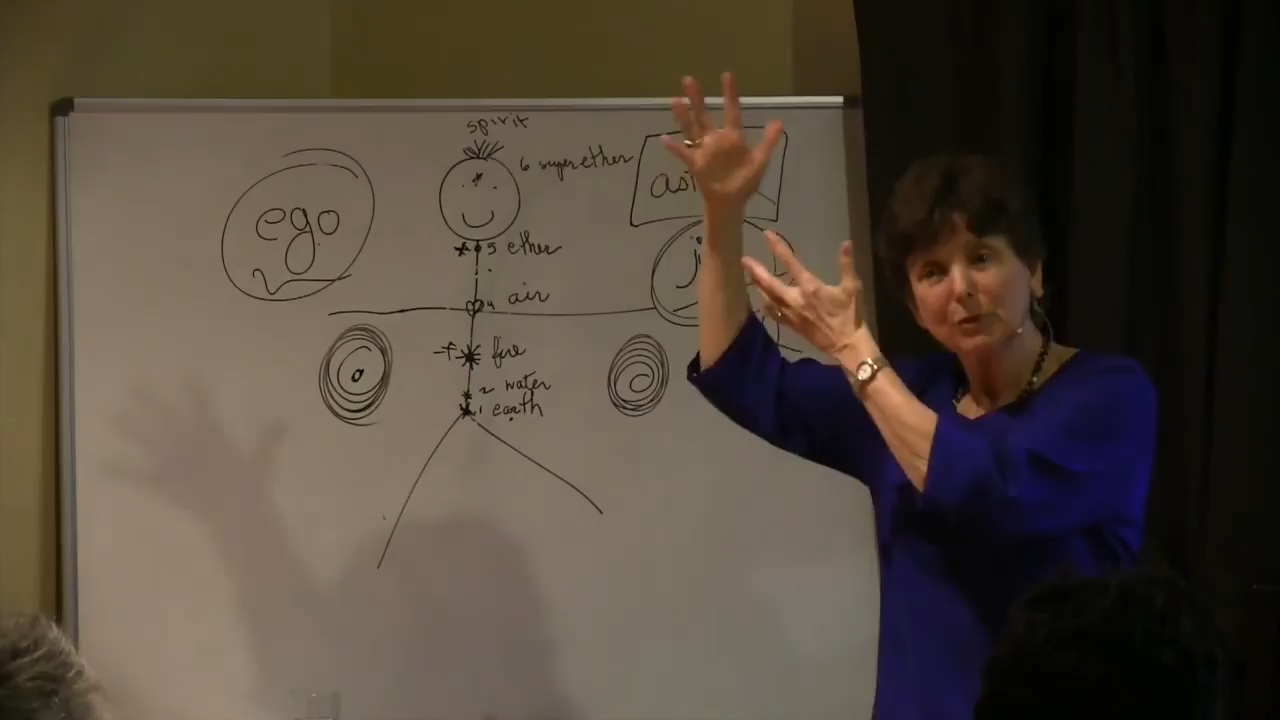 spirit
6 superether
ego
5 ether
4 air
fire
2 water
1 earth